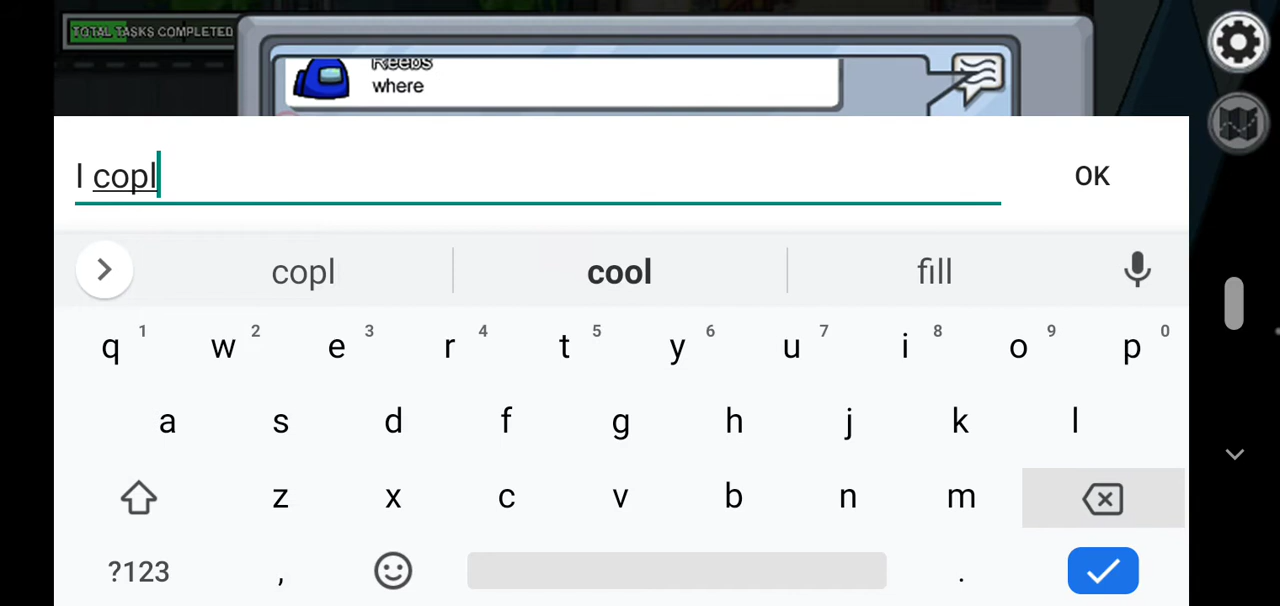 TOTAL TASKS COMPLETED
Reebs
where
I copl
OK
copl cool fill
q 1 w 2 e 3 r 4 t 5 y 6 u 7 i 8 o 9 p 0
a s d f g h j k l
z x c v b n m
?123 , .